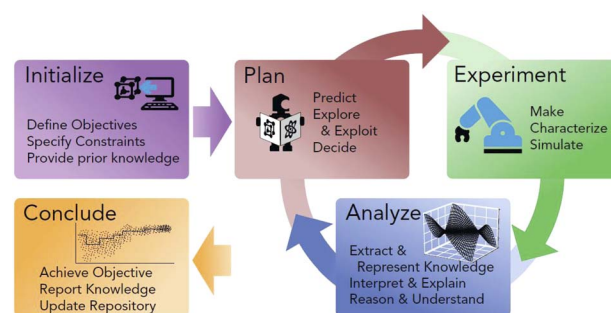 Initialize
Define Objectives
Specify Constraints
Provide prior knowledge
Plan
Predict
Explore
& Exploit
Decide
Experiment
Make
Characterize
Simulate
Analyze
Extract &
Represent Knowledge
Interpret & Explain
Reason & Understand
Conclude
Achieve Objective
Report Knowledge
Update Repository